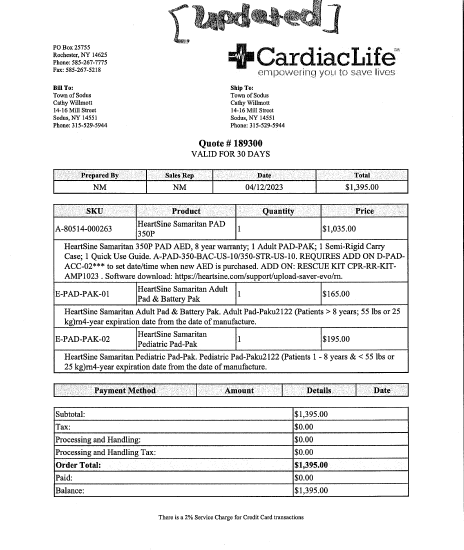 [Updated]
PO Box 25755
Rochester, NY 14625
Phone: 585-267-7775
Fax: 585-267-5218
CardiacLife™
empowering you to save lives
Bill To:
Town of Sodus
Cathy Willmott
14-16 Mill Street
Sodus, NY 14551
Phone: 315-529-5944
Ship To:
Town of Sodus
Cathy Willmott
14-16 Mill Street
Sodus, NY 14551
Phone: 315-529-5944
Quote # 189300
VALID FOR 30 DAYS
Prepared By Sales Rep Date Total
NM NM 04/12/2023 $1,395.00
SKU Product Quantity Price
A-80514-000263 HeartSine Samaritan PAD 350P 1 $1,035.00
HeartSine Samaritan 350P PAD AED, 8 year warranty; 1 Adult PAD-PAK; 1 Semi-Rigid Carry
Case; 1 Quick Use Guide. A-PAD-350-BAC-US-10/350-STR-US-10. REQUIRES ADD ON D-PAD-
ACC-02*** to set date/time when new AED is purchased. ADD ON: RESCUE KIT CPR-RR-KIT-
AMP1023 . Software download: https://heartsine.com/support/upload-saver-evo/rn.
E-PAD-PAK-01 HeartSine Samaritan Adult Pad & Battery Pak 1 $165.00
HeartSine Samaritan Adult Pad & Battery Pak. Adult Pad-Paku2122 (Patients > 8 years; 55 lbs or 25
kg)rn4-year expiration date from the date of manufacture.
E-PAD-PAK-02 HeartSine Samaritan Pediatric Pad-Pak 1 $195.00
HeartSine Samaritan Pediatric Pad-Pak. Pediatric Pad-Paku2122 (Patients 1 - 8 years & < 55 lbs or
25 kg)rn4-year expiration date from the date of manufacture.
Payment Method Amount Details Date
Subtotal: $1,395.00
Tax: $0.00
Processing and Handling: $0.00
Processing and Handling Tax: $0.00
Order Total: $1,395.00
Paid: $0.00
Balance: $1,395.00
There is a 2% Service Charge for Credit Card transactions